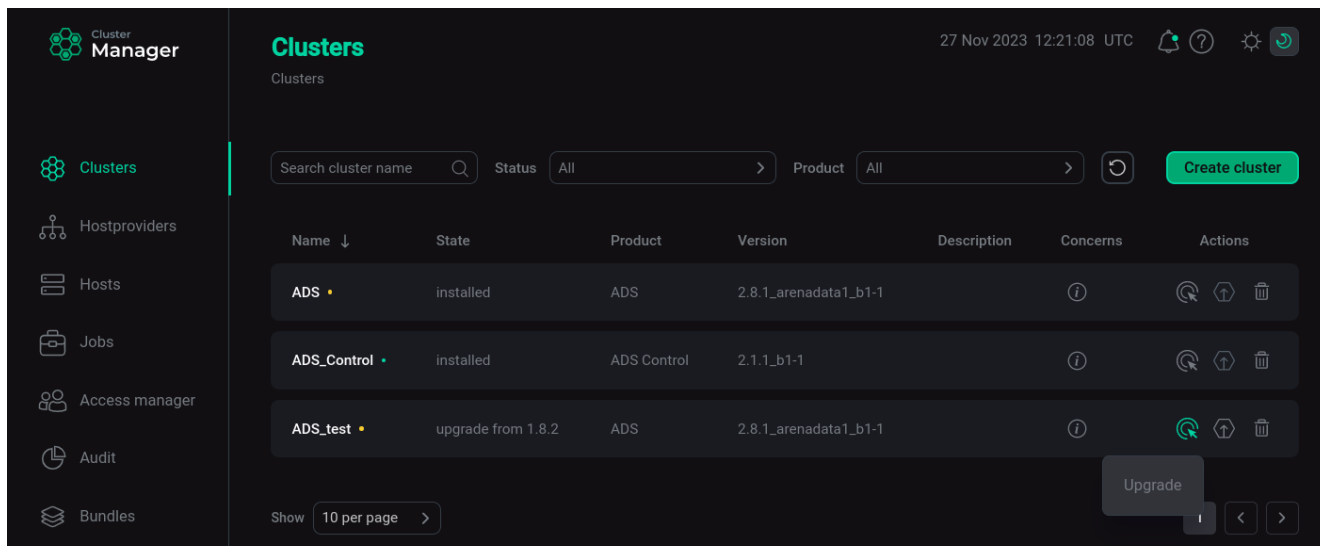 Cluster
Manager
Clusters
27 Nov 2023 12:21:08 UTC
Clusters
Clusters
Search cluster name
Status
All
Product
All
Create cluster
Hostproviders
Name ↓ State Product Version Description Concerns Actions
Hosts
ADS installed ADS 2.8.1_arenadata1_b1-1
Jobs
ADS_Control installed ADS Control 2.1.1_b1-1
Access manager
ADS_test upgrade from 1.8.2 ADS 2.8.1_arenadata1_b1-1
Audit
Upgrade
Bundles
Show 10 per page 1